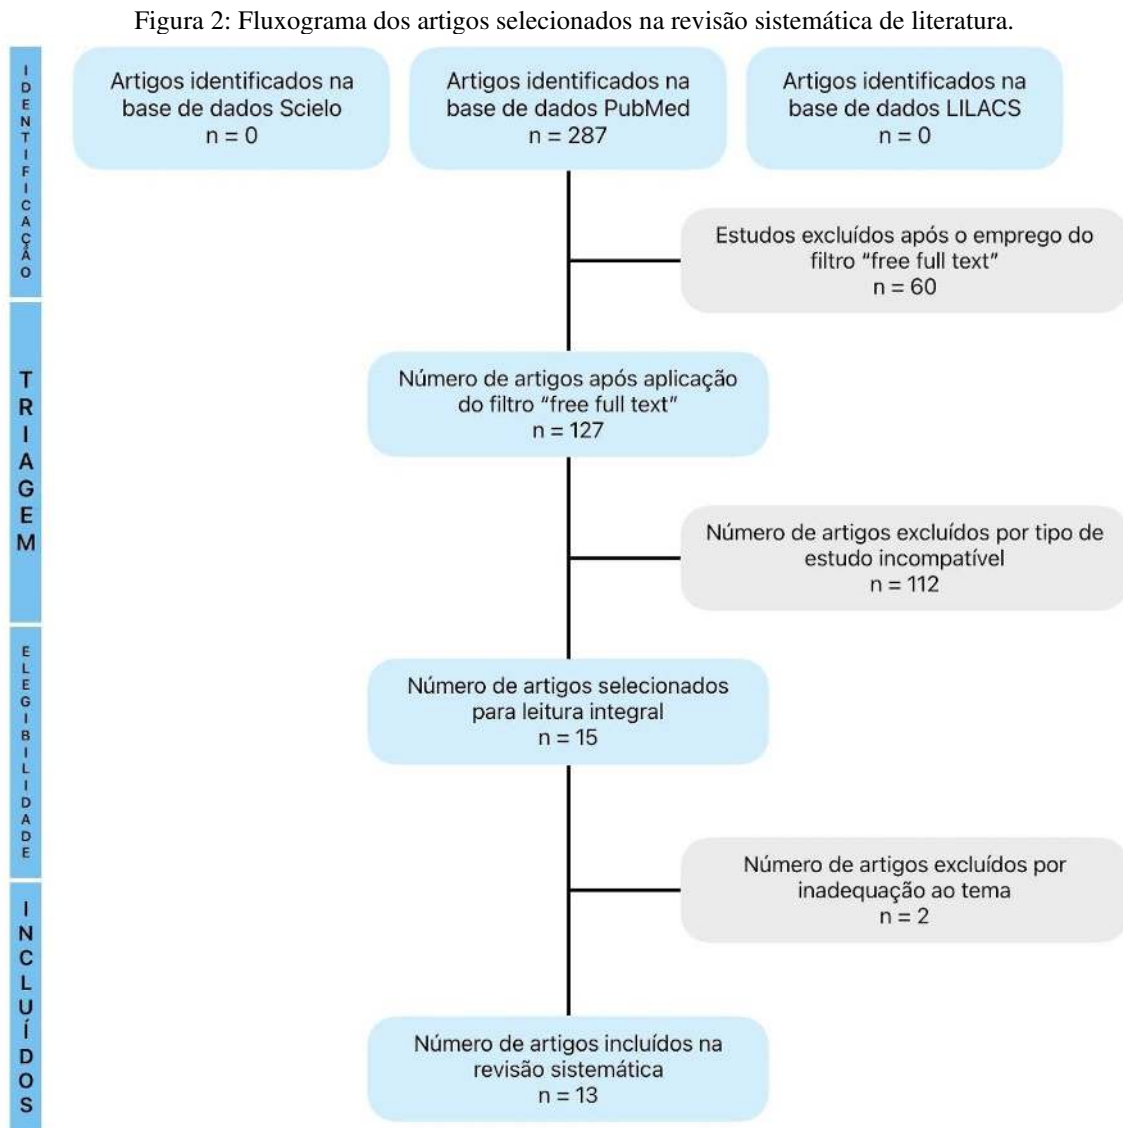 Figura 2: Fluxograma dos artigos selecionados na revisão sistemática de literatura.
IDENTIFICAÇÃO
Artigos identificados na
base de dados Scielo
n = 0
Artigos identificados na
base de dados PubMed
n = 287
Artigos identificados na
base de dados LILACS
n = 0
Estudos excluídos após o emprego do
filtro “free full text”
n = 60
TRIAGEM
Número de artigos após aplicação
do filtro “free full text”
n = 127
Número de artigos excluídos por tipo de
estudo incompatível
n = 112
ELEGIBILIDADE
Número de artigos selecionados
para leitura integral
n = 15
Número de artigos excluídos por
inadequação ao tema
n = 2
INCLUÍDOS
Número de artigos incluídos na
revisão sistemática
n = 13